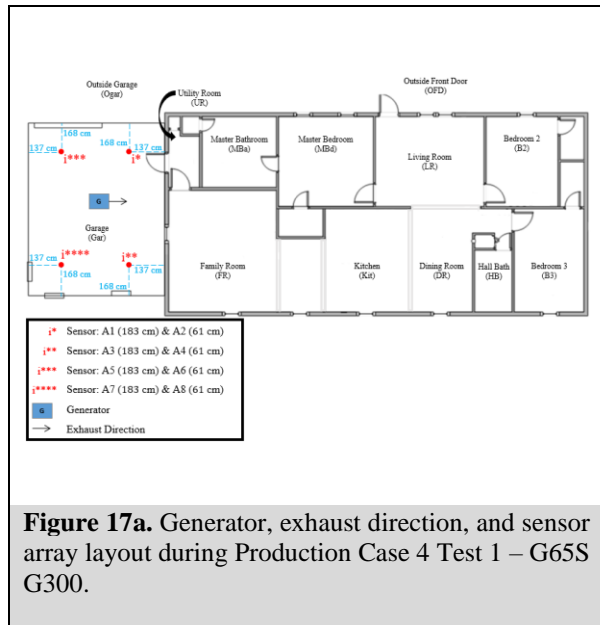 Outside Garage
(Ogar)
Utility Room
(UR)
Outside Front Door
(OFD)
168 cm
168 cm
137 cm
137 cm
i***
i*
Master Bathroom
(MBa)
Master Bedroom
(MBd)
Living Room
(LR)
Bedroom 2
(B2)
G
Garage
(Gar)
i****
i**
137 cm
137 cm
168 cm
168 cm
Family Room
(FR)
Kitchen
(Kit)
Dining Room
(DR)
Hall Bath
(HB)
Bedroom 3
(B3)
i* Sensor: A1 (183 cm) & A2 (61 cm)
i** Sensor: A3 (183 cm) & A4 (61 cm)
i*** Sensor: A5 (183 cm) & A6 (61 cm)
i**** Sensor: A7 (183 cm) & A8 (61 cm)
G Generator
Exhaust Direction
Figure 17a. Generator, exhaust direction, and sensor
array layout during Production Case 4 Test 1 – G65S
G300.